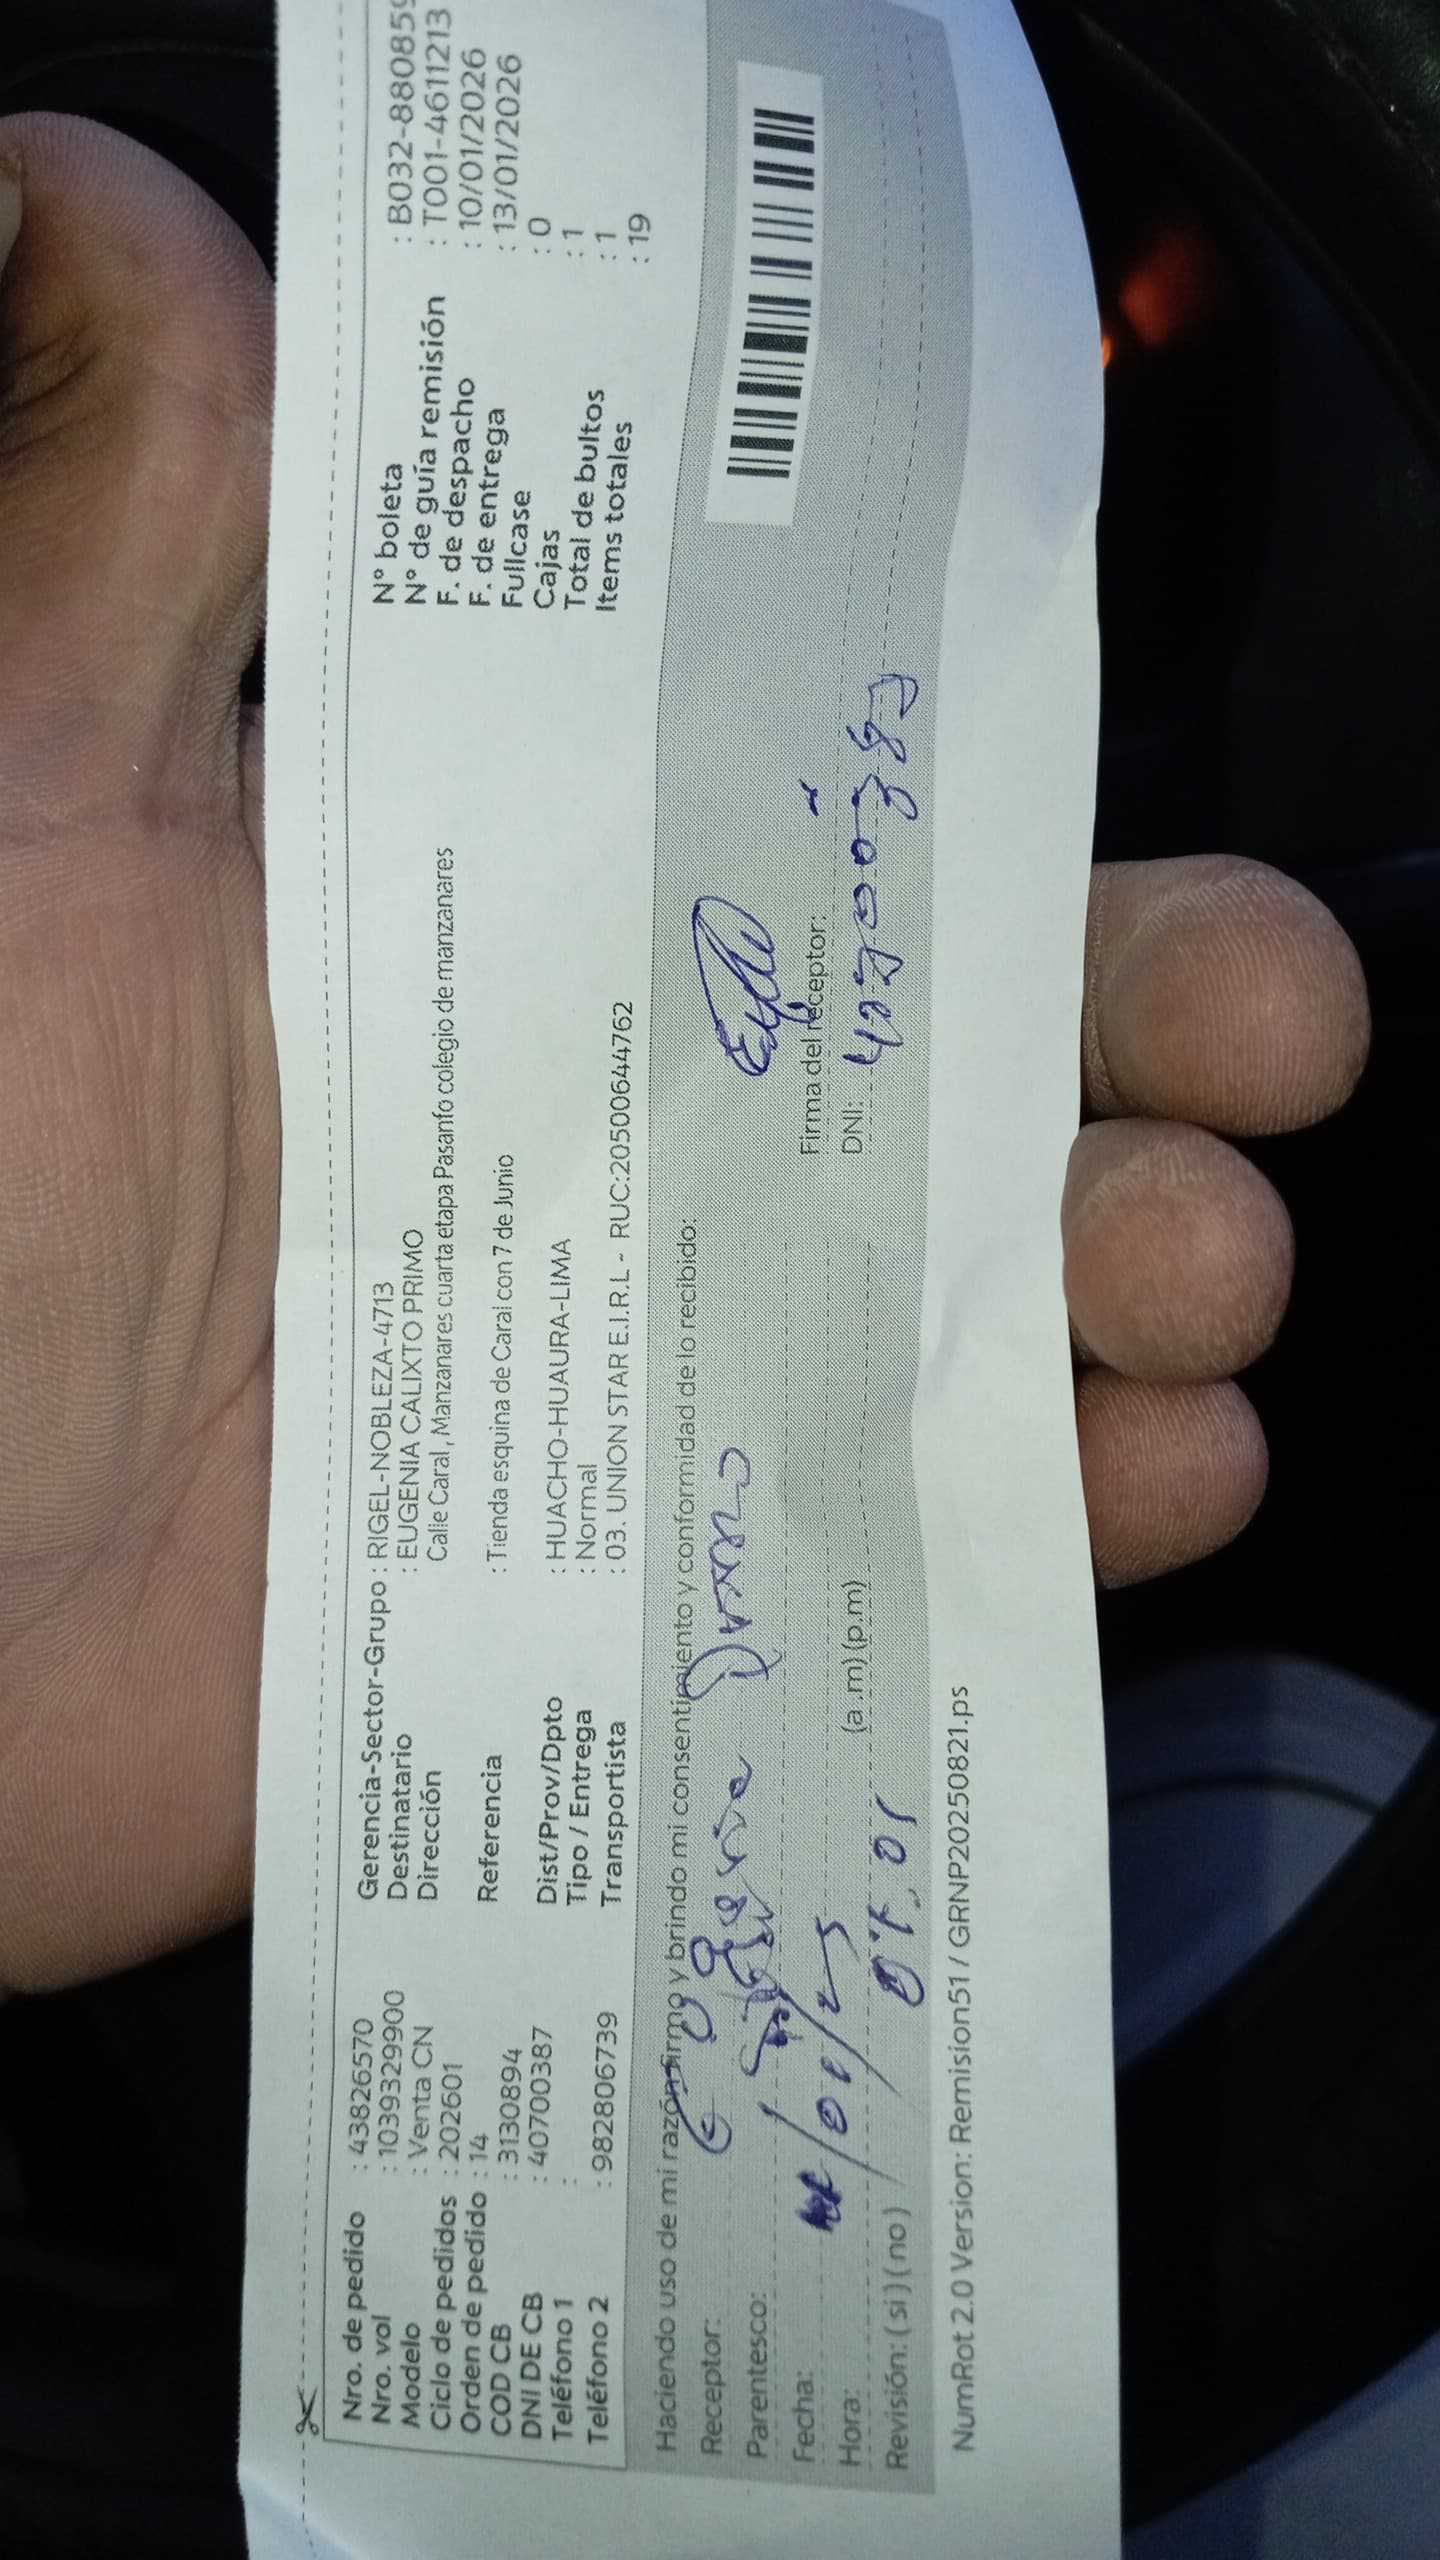 Nro. de pedido : 43826570
Nro. vol : 1039329900
Modelo : Venta CN
Ciclo de pedidos : 202601
Orden de pedido : 14
COD CB : 3130894
DNI DE CB : 40700387
Teléfono 1 :
Teléfono 2 : 982806739
Gerencia-Sector-Grupo : RIGEL-NOBLEZA-4713
Destinatario : EUGENIA CALIXTO PRIMO
Dirección Calle Caral, Manzanares cuarta etapa Pasanfo colegio de manzanares
Referencia : Tienda esquina de Caral con 7 de Junio
Dist/Prov/Dpto : HUACHO-HUAURA-LIMA
Tipo / Entrega : Normal
Transportista : 03. UNION STAR E.I.R.L - RUC:20500644762
N° boleta : B032-880859
N° de guía remisión : T001-46111213
F. de despacho : 10/01/2026
F. de entrega : 13/01/2026
Fullcase : 0
Cajas : 1
Total de bultos : 1
Items totales : 19
Haciendo uso de mi razón firmo y brindo mi consentimiento y conformidad de lo recibido:
Receptor:
Parentesco:
Fecha:
Hora: (a.m)(p.m)
Revisión: ( si ) ( no )
Firma del receptor:
DNI: 40700387
NumRot 2.0 Version: Remision51 / GRNP20250821.ps